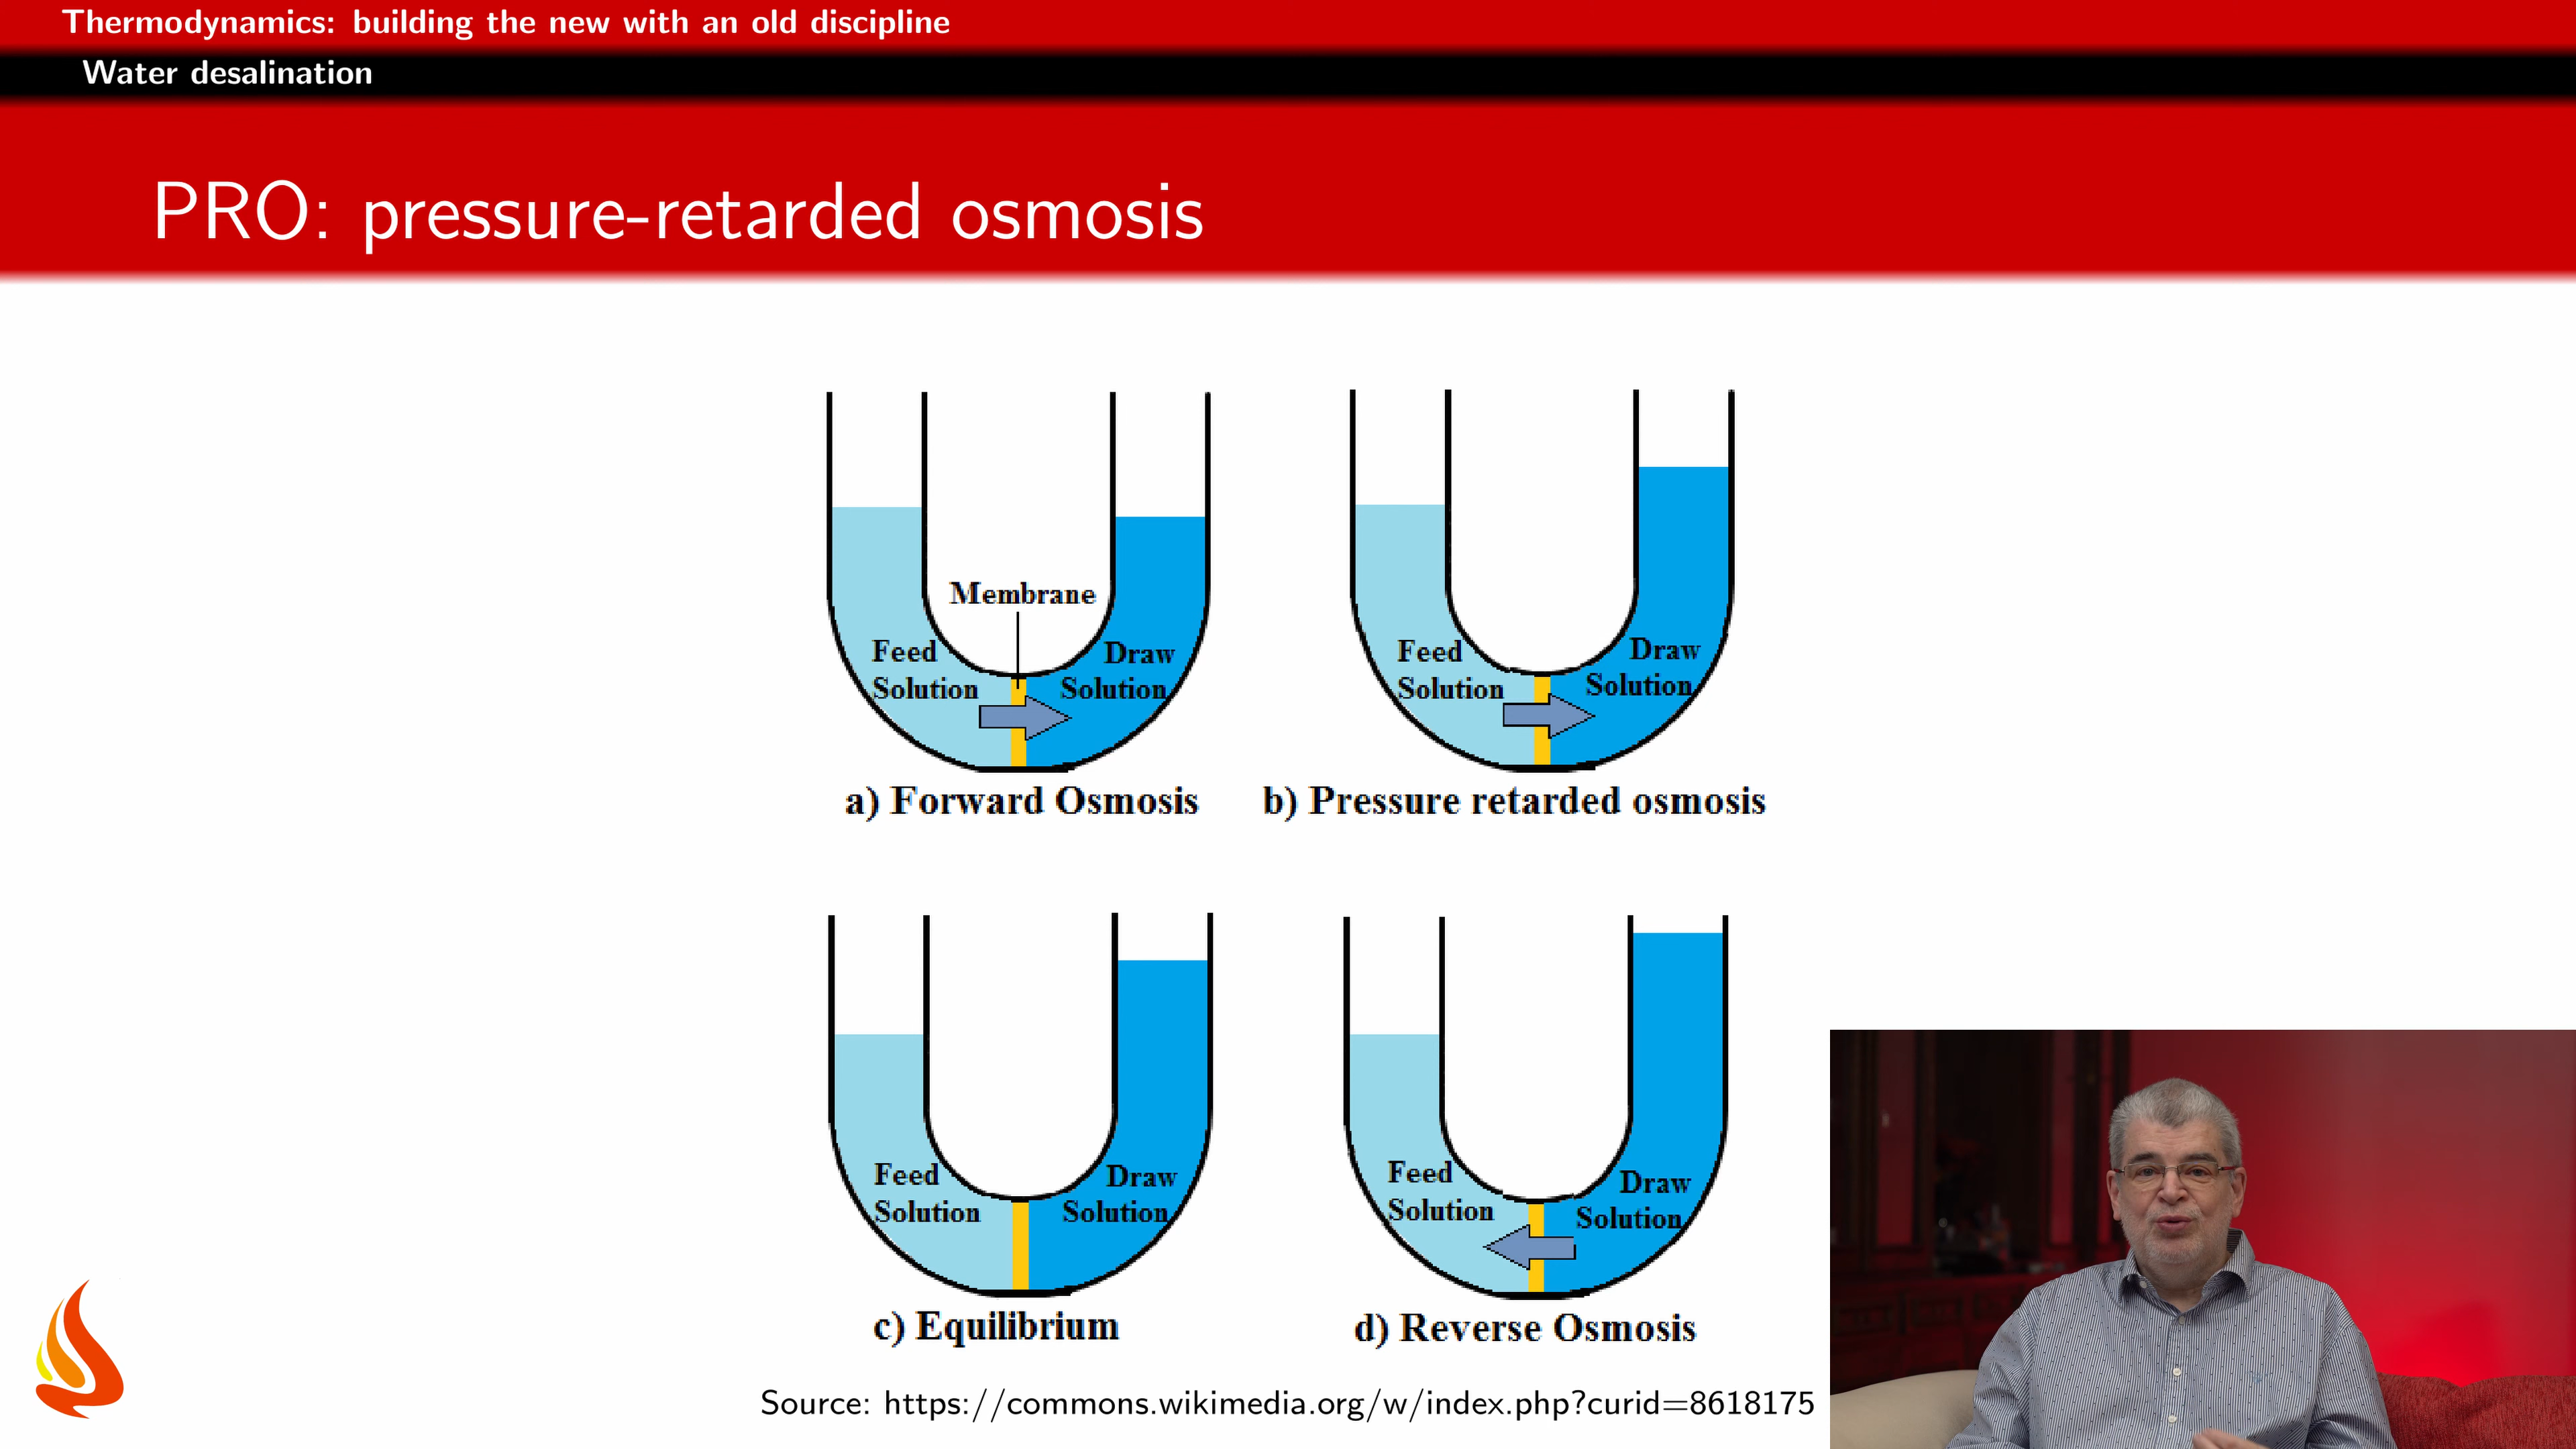 Thermodynamics: building the new with an old discipline
Water desalination
PRO: pressure-retarded osmosis
Membrane
Feed
Solution
Draw
Solution
a) Forward Osmosis
Feed
Solution
Draw
Solution
b) Pressure retarded osmosis
Feed
Solution
Draw
Solution
c) Equilibrium
Feed
Solution
Draw
Solution
d) Reverse Osmosis
Source: https://commons.wikimedia.org/w/index.php?curid=8618175